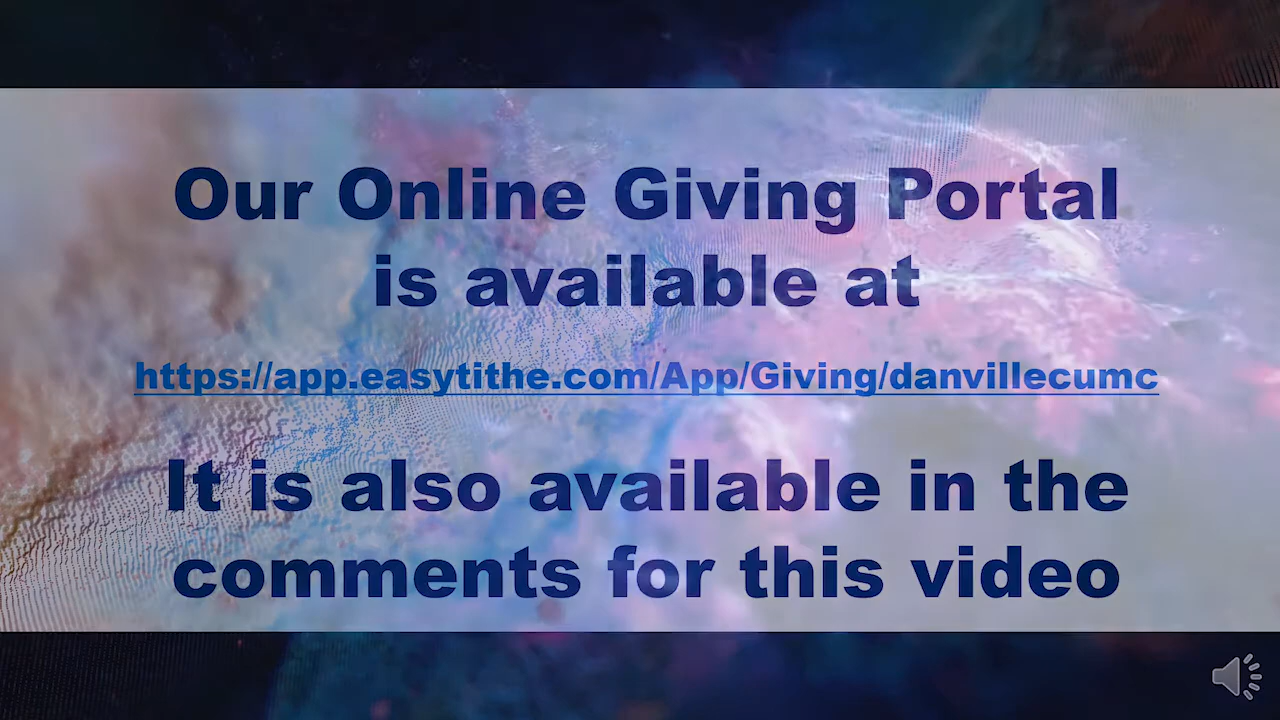 Our Online Giving Portal
is available at
https://app.easytithe.com/App/Giving/danvillecumc
It is also available in the
comments for this video